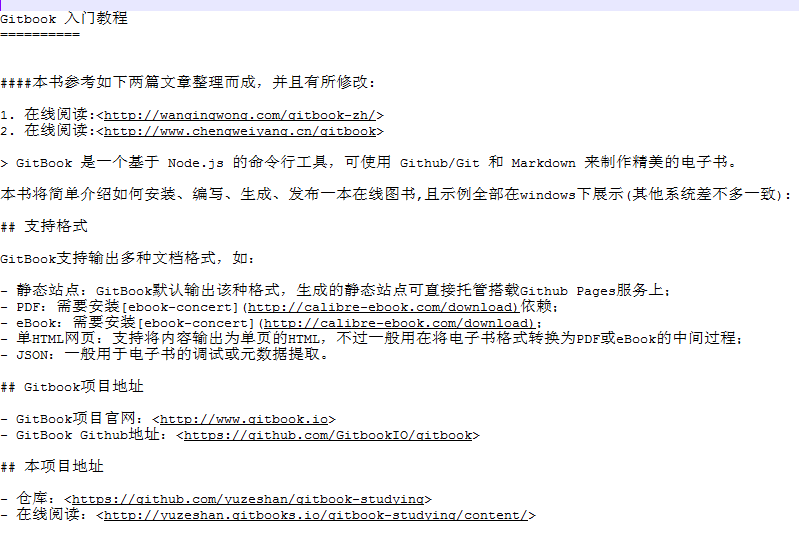 Gitbook 入门教程
==========
####本书参考如下两篇文章整理而成，并且有所修改：
1. 在线阅读:<http://wanqingwong.com/gitbook-zh/>
2. 在线阅读:<http://www.chengweiyang.cn/gitbook>
> GitBook 是一个基于 Node.js 的命令行工具，可使用 Github/Git 和 Markdown 来制作精美的电子书。
本书将简单介绍如何安装、编写、生成、发布一本在线图书,且示例全部在windows下展示(其他系统差不多一致)：
## 支持格式
GitBook支持输出多种文档格式，如：
- 静态站点：GitBook默认输出该种格式，生成的静态站点可直接托管搭载Github Pages服务上；
- PDF：需要安装[ebook-concert](http://calibre-ebook.com/download)依赖；
- eBook：需要安装[ebook-concert](http://calibre-ebook.com/download)；
- 单HTML网页：支持将内容输出为单页的HTML，不过一般用在将电子书格式转换为PDF或eBook的中间过程；
- JSON：一般用于电子书的调试或元数据提取。
## Gitbook项目地址
- GitBook项目官网：<http://www.gitbook.io>
- GitBook Github地址：<https://github.com/GitbookIO/gitbook>
## 本项目地址
- 仓库：<https://github.com/yuzeshan/gitbook-studying>
- 在线阅读：<http://yuzeshan.gitbooks.io/gitbook-studying/content/>